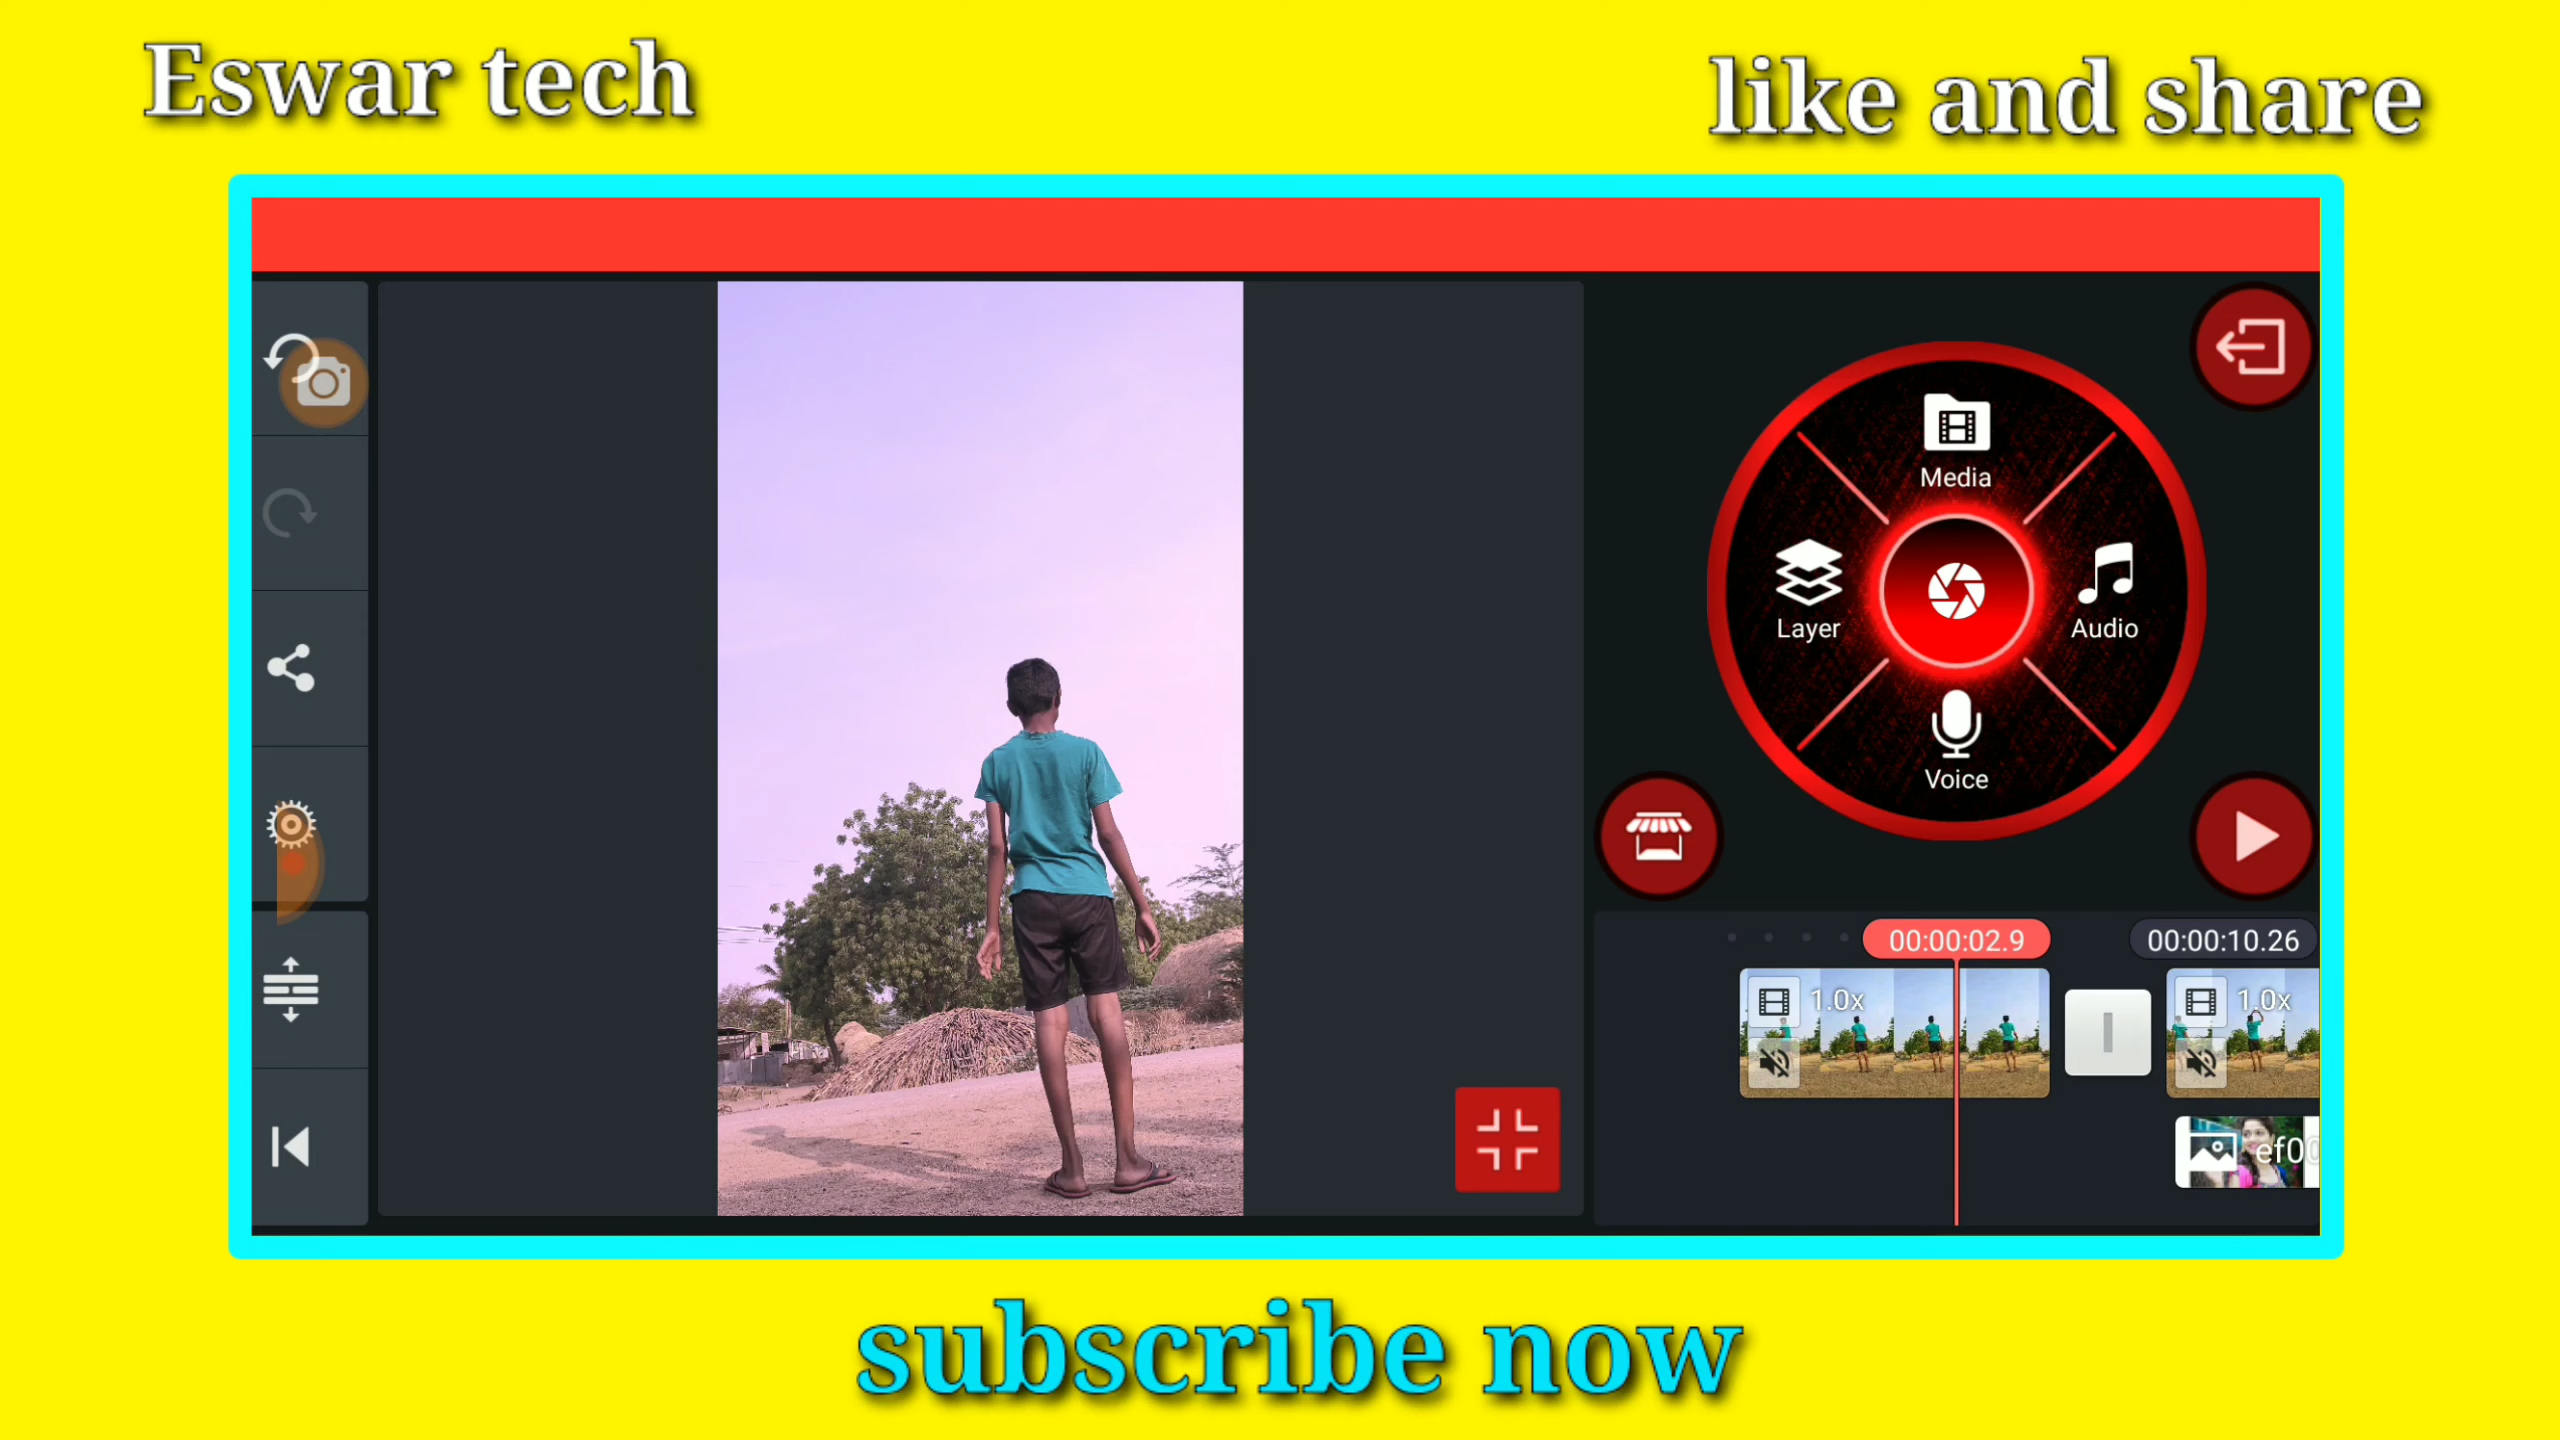 Eswar tech
like and share
Media
Layer
Audio
Voice
00:00:02.9
00:00:10.26
1.0x
1.0x
ef00
subscribe now